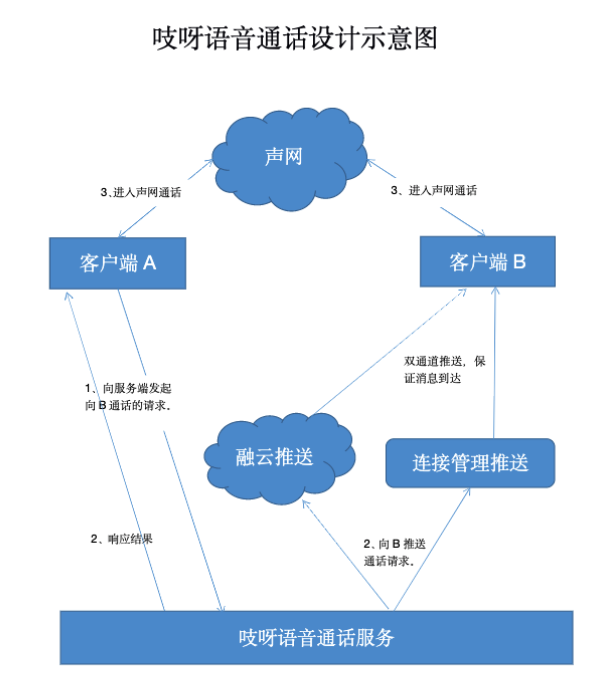 吱呀语音通话设计示意图
声网
3、进入声网通话
3、进入声网通话
客户端 A
客户端 B
双通道推送，保
证消息到达
1、向服务端发起
向 B 通话的请求。
融云推送
连接管理推送
2、响应结果
2、向 B 推送
通话请求。
吱呀语音通话服务